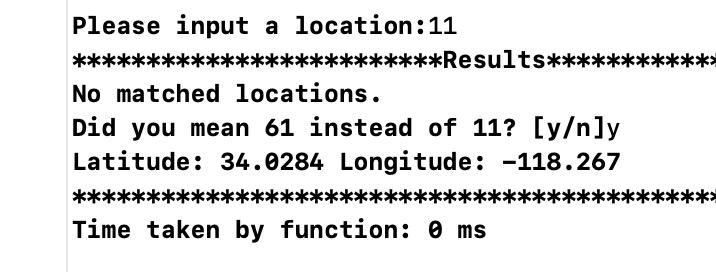 Please input a location:11
*************************Results************
No matched locations.
Did you mean 61 instead of 11? [y/n]y
Latitude: 34.0284 Longitude: -118.267
********************************************
Time taken by function: 0 ms